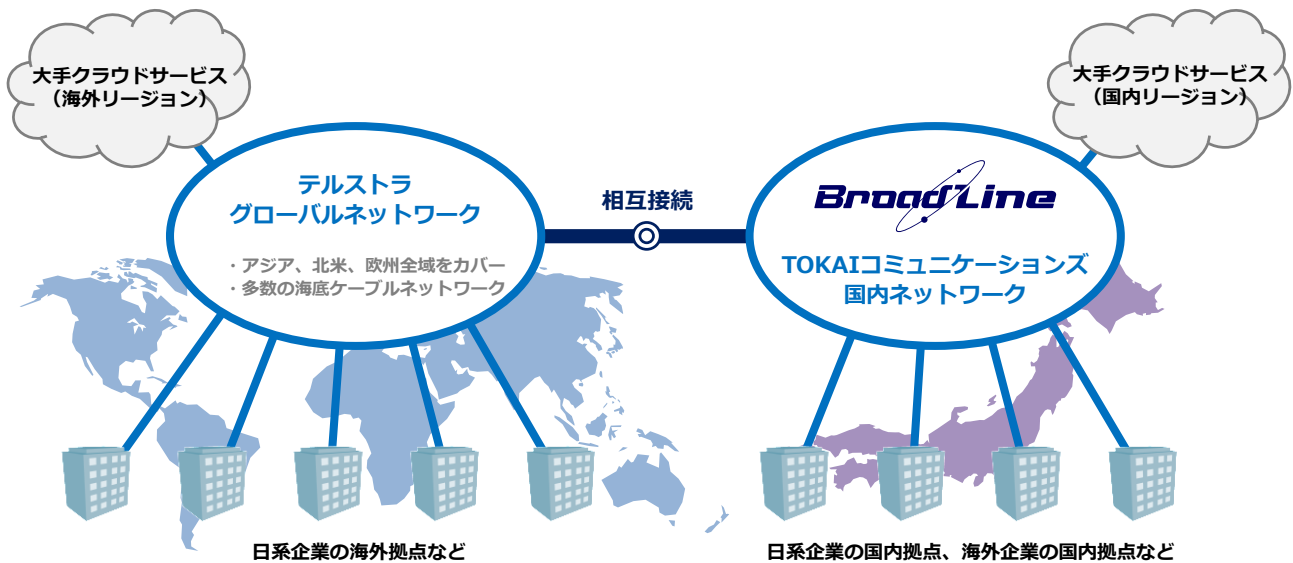 大手クラウドサービス
（海外リージョン）
テルストラ
グローバルネットワーク
・アジア、北米、欧州全域をカバー
・多数の海底ケーブルネットワーク
日系企業の海外拠点など
相互接続
大手クラウドサービス
（国内リージョン）
BroadLine
TOKAIコミュニケーションズ
国内ネットワーク
日系企業の国内拠点、海外企業の国内拠点など